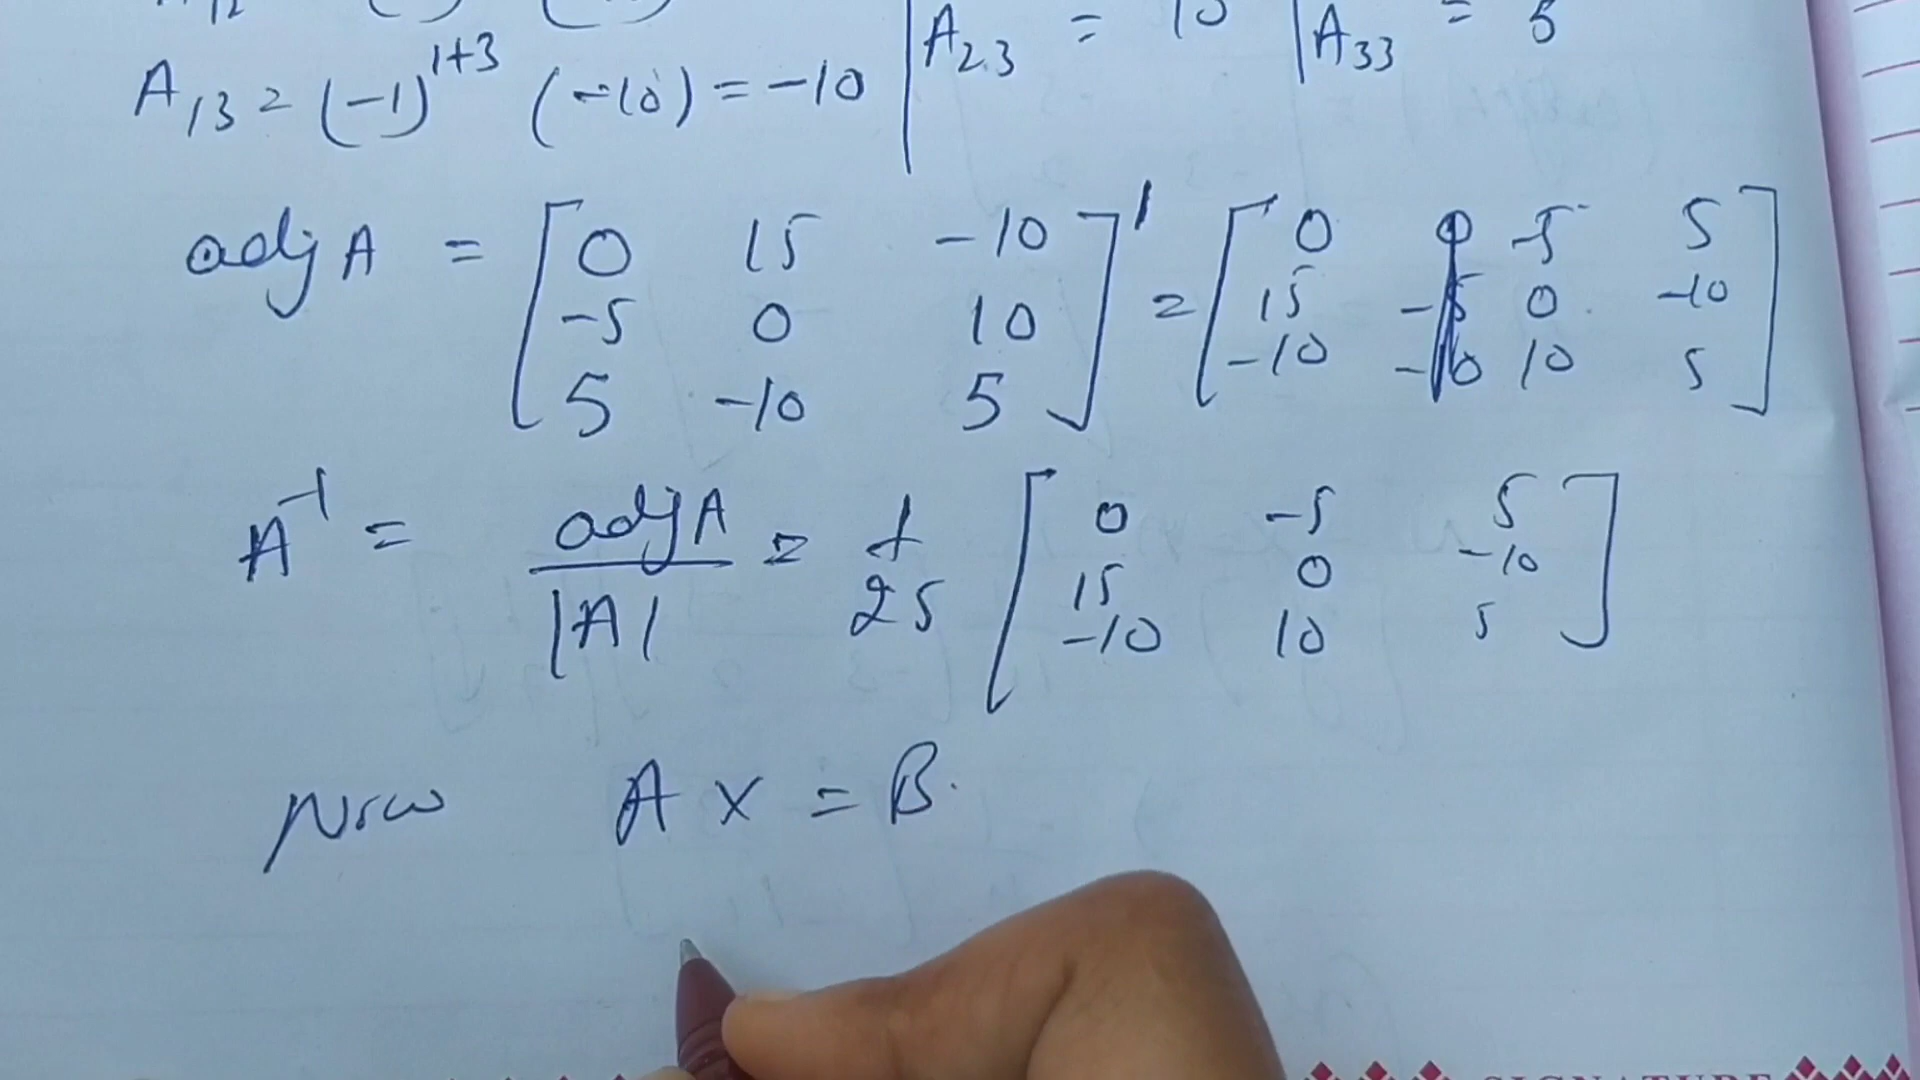 A₁₃ = (-1)¹⁺³ (-10) = -10 | A₂₃ = 10 | A₃₃ = 5
adj A = [0 15 -10; -5 0 10; 5 -10 5]' = [0 -5 5; 15 0 -10; -10 10 5]
A⁻¹ = adj A / |A| = 1/25 [0 -5 5; 15 0 -10; -10 10 5]
Now A X = B.
SIGNATURE